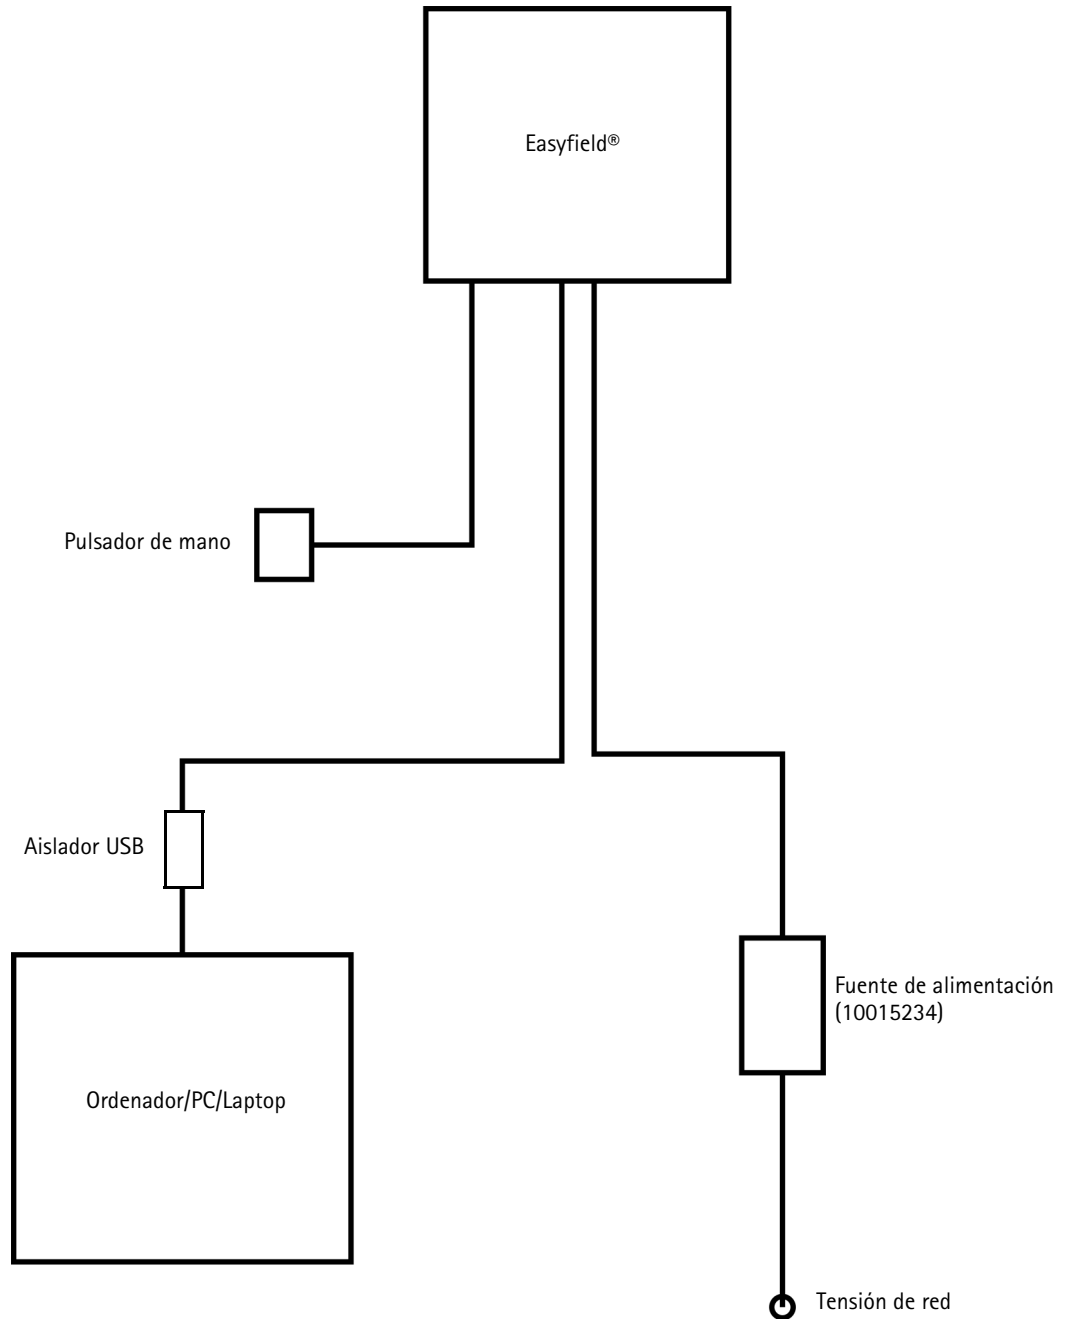 Easyfield®
Pulsador de mano
Aislador USB
Fuente de alimentación
(10015234)
Ordenador/PC/Laptop
Tensión de red